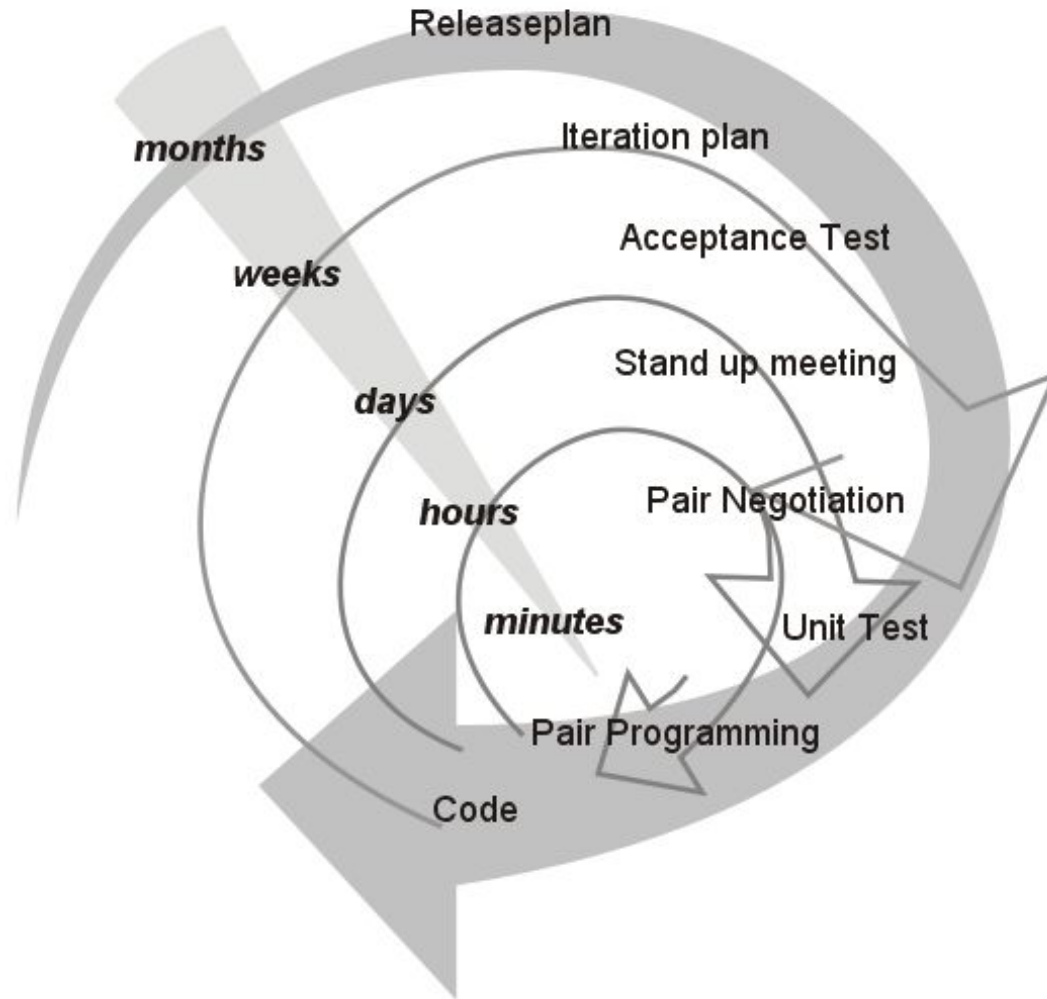 Releaseplan
Iteration plan
months
Acceptance Test
weeks
Stand up meeting
days
Pair Negotiation
hours
minutes
Unit Test
Pair Programming
Code